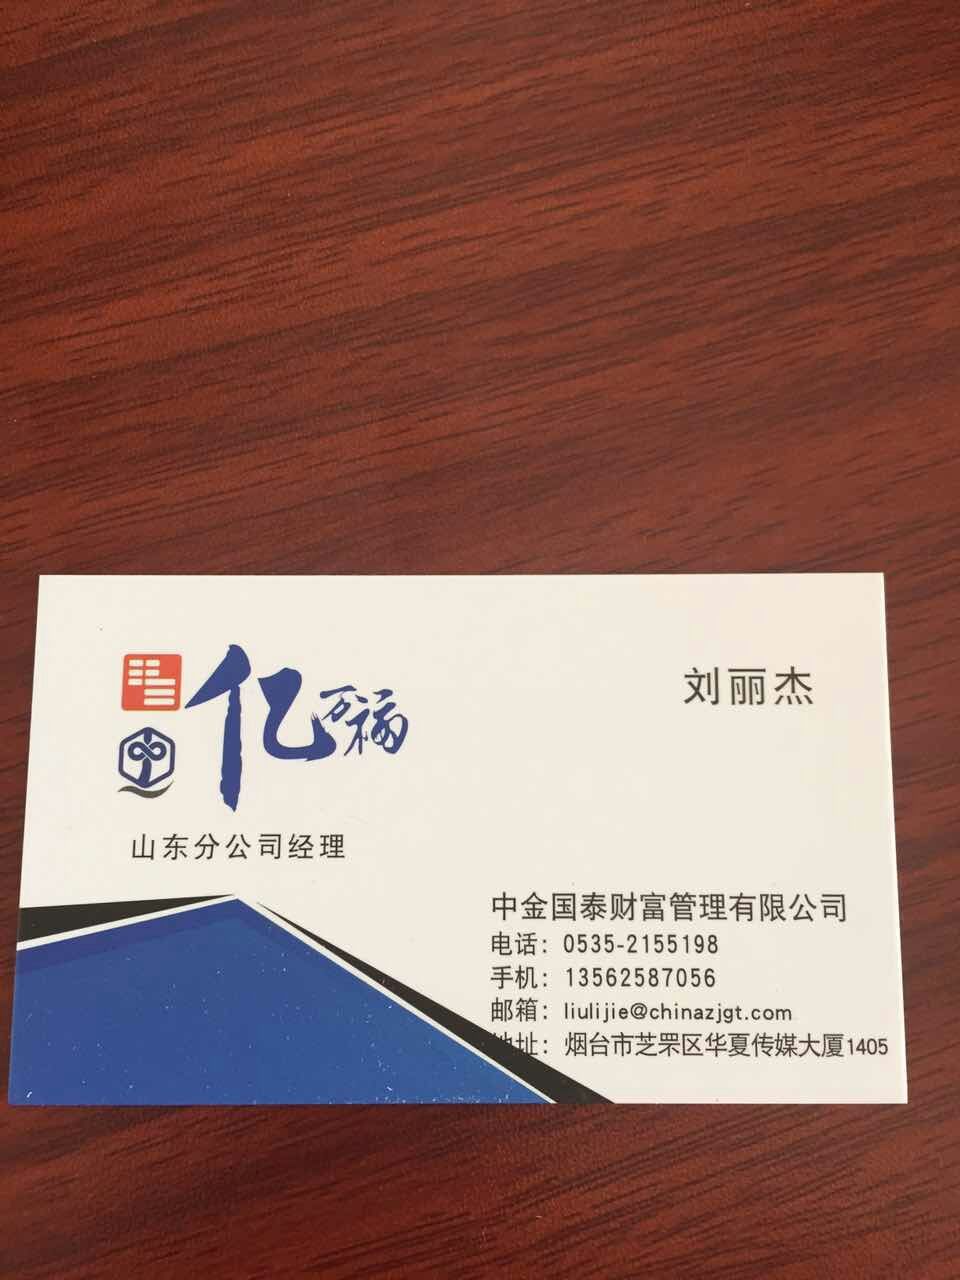 亿万福
刘丽杰
山东分公司经理
中金国泰财富管理有限公司
电话：0535-2155198
手机：13562587056
邮箱：liulijie@chinazjgt.com
地址：烟台市芝罘区华夏传媒大厦1405